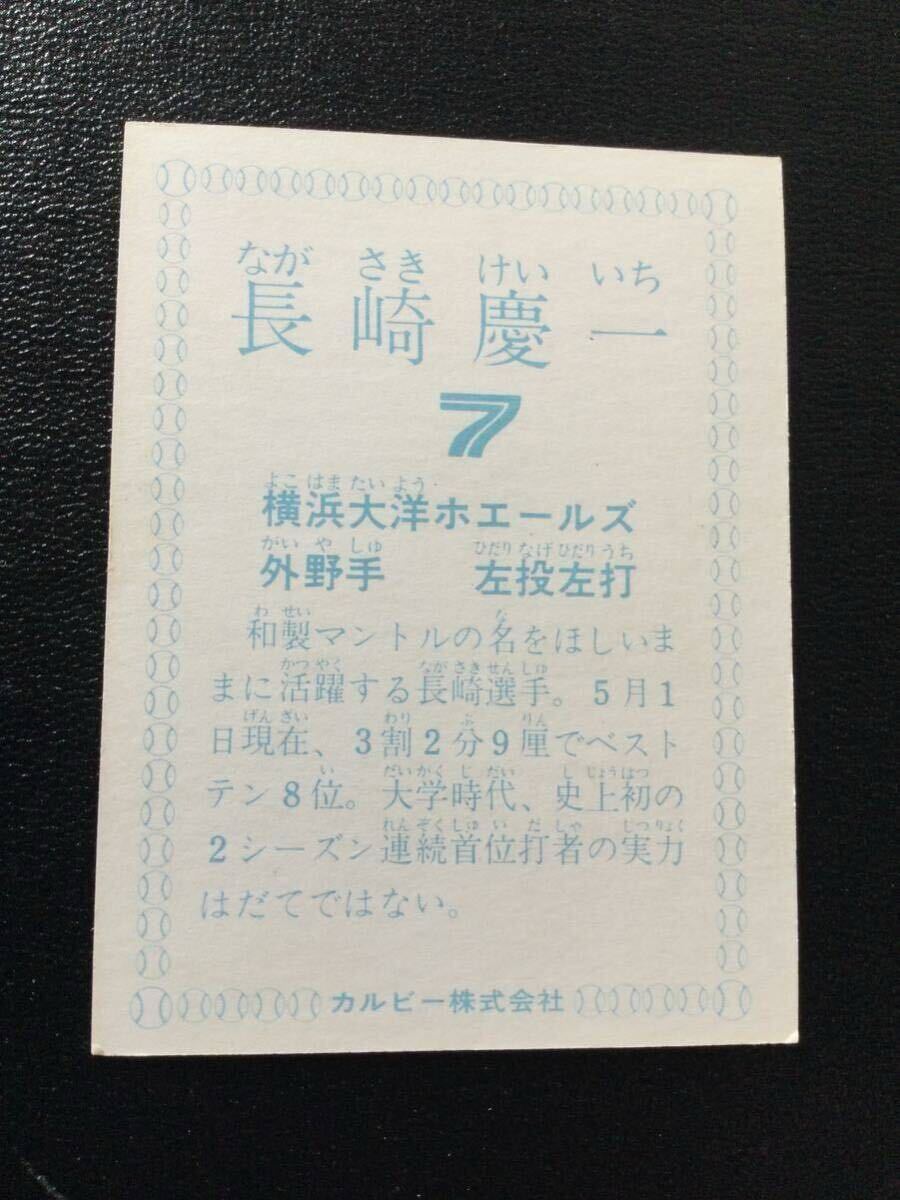 なが さき けい いち
長崎慶一
7
よこ はま たい よう
横浜大洋ホエールズ
がい や しゅ ひだり なげ ひだり うち
外野手 左投左打
わ せい な
和製マントルの名をほしいま
かつ やく なが さき せん しゅ
まに活躍する長崎選手。5月1
げん ざい わり ぶ りん
日現在、3割2分9厘でベスト
い だい がく じ だい し じょう はつ
テン8位。大学時代、史上初の
れん ぞく しゅ い だ しゃ じつ りょく
2シーズン連続首位打者の実力
はだてではない。
カルビー株式会社